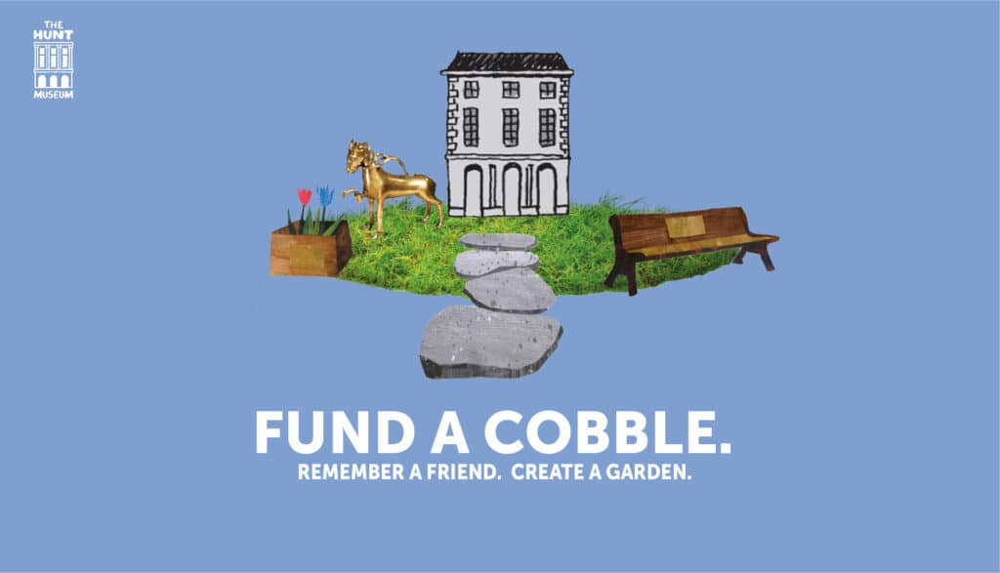 THE
HUNT
MUSEUM
FUND A COBBLE.
REMEMBER A FRIEND. CREATE A GARDEN.